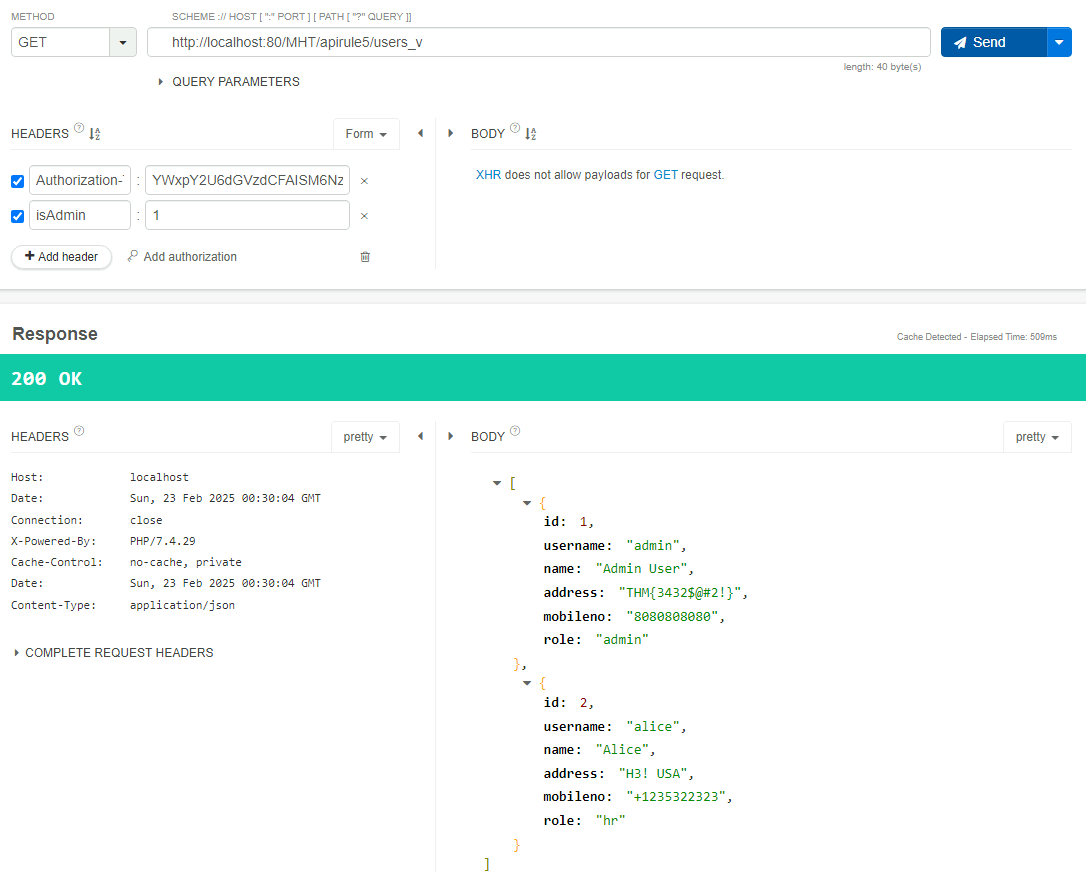 METHOD
SCHEME :// HOST [ ":" PORT ] [ PATH [ "?" QUERY ]]
GET
http://localhost:80/MHT/apirule5/users_v
Send
length: 40 byte(s)
QUERY PARAMETERS
HEADERS ?
Form
BODY ?
Authorization- : YWxpY2U6dGVzdCFAISM6Nz ×
XHR does not allow payloads for GET request.
isAdmin : 1 ×
+ Add header
Add authorization
Response
Cache Detected - Elapsed Time: 509ms
200 OK
HEADERS ?
pretty
BODY ?
pretty
Host: localhost
Date: Sun, 23 Feb 2025 00:30:04 GMT
Connection: close
X-Powered-By: PHP/7.4.29
Cache-Control: no-cache, private
Date: Sun, 23 Feb 2025 00:30:04 GMT
Content-Type: application/json
COMPLETE REQUEST HEADERS
[
{
id: 1,
username: "admin",
name: "Admin User",
address: "THM{3432$@#2!}",
mobileno: "8080808080",
role: "admin"
},
{
id: 2,
username: "alice",
name: "Alice",
address: "H3! USA",
mobileno: "+1235322323",
role: "hr"
}
]